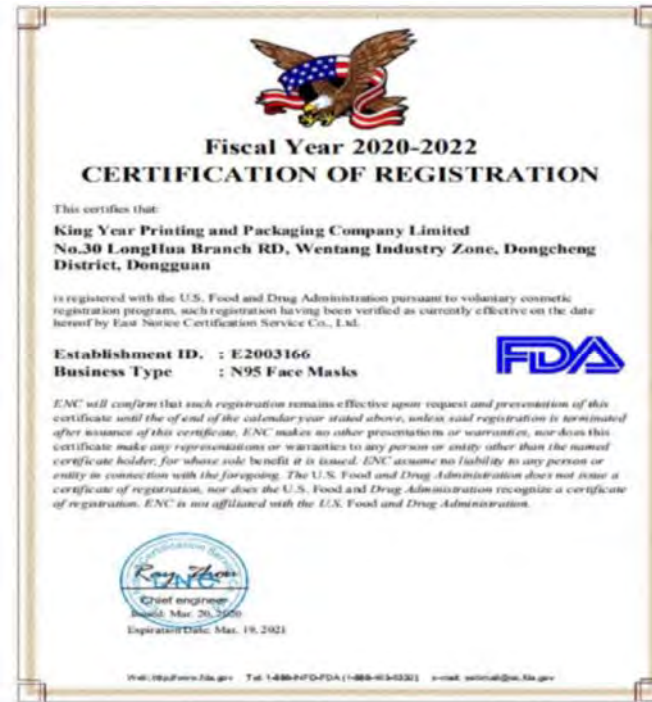 Fiscal Year 2020-2022
CERTIFICATION OF REGISTRATION
This certifies that:
King Year Printing and Packaging Company Limited
No.30 LongHua Branch RD, Wentang Industry Zone, Dongcheng
District, Dongguan
is registered with the U.S. Food and Drug Administration pursuant to voluntary cosmetic
registration program, such registration having been verified as currently effective on the date
hereof by East Notice Certification Service Co., Ltd.
Establishment ID. : E2003166
FDA
Business Type : N95 Face Masks
ENC will confirm that such registration remains effective upon request and presentation of this
certificate until the of end of the calendar year stated above, unless said registration is terminated
after issuance of this certificate. ENC makes no other presentations or warranties, nor does this
certificate make any representations or warranties to any person or entity other than the named
certificate holder, for whose sole benefit it is issued. ENC assume no liability to any person or
entity in connection with the foregoing. The U.S. Food and Drug Administration does not issue a
certificate of registration, nor does the U.S. Food and Drug Administration recognize a certificate
of registration. ENC is not affiliated with the U.S. Food and Drug Administration.
ENC
Chief engineer
Issued: Mar. 20, 2020
Expiration Date: Mar. 19, 2021
Tel: 1-888-INFO-FDA e-mail: